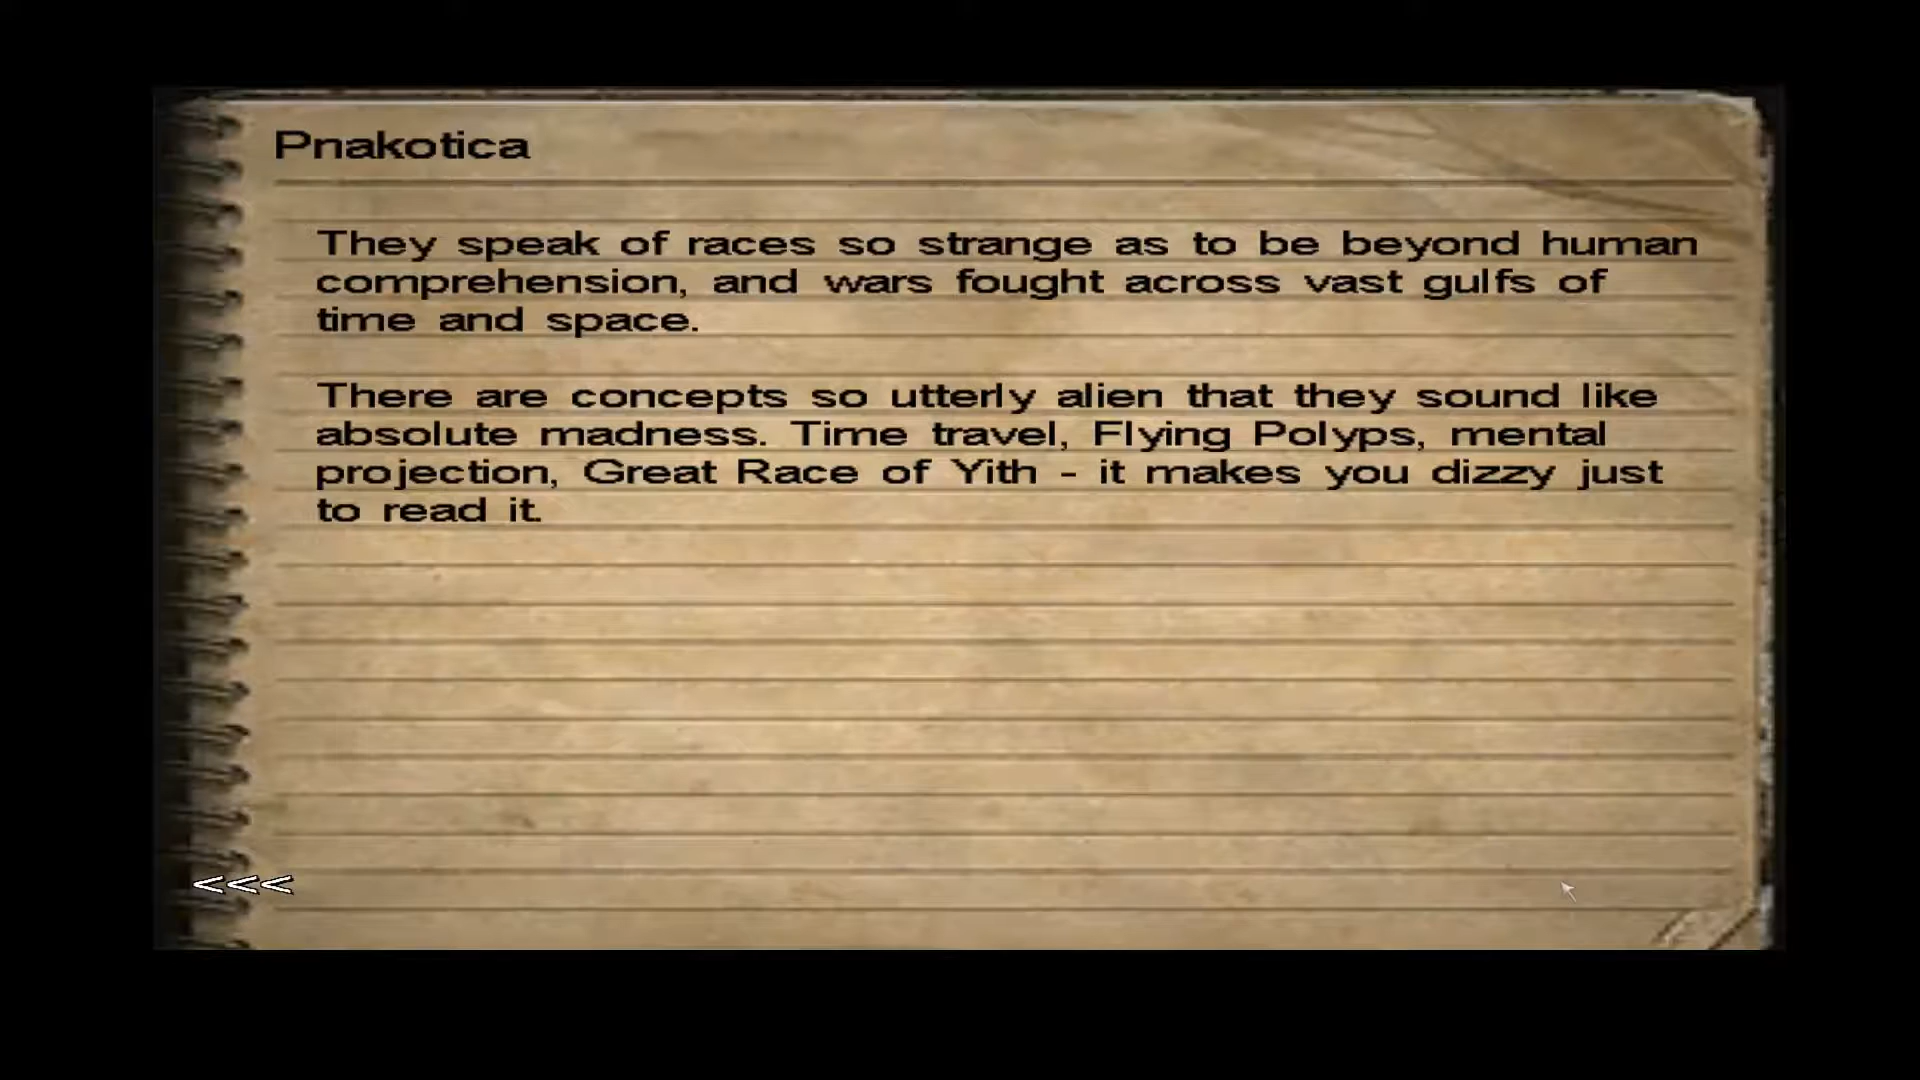 Pnakotica
They speak of races so strange as to be beyond human
comprehension, and wars fought across vast gulfs of
time and space.
There are concepts so utterly alien that they sound like
absolute madness. Time travel, Flying Polyps, mental
projection, Great Race of Yith - it makes you dizzy just
to read it.
<<<